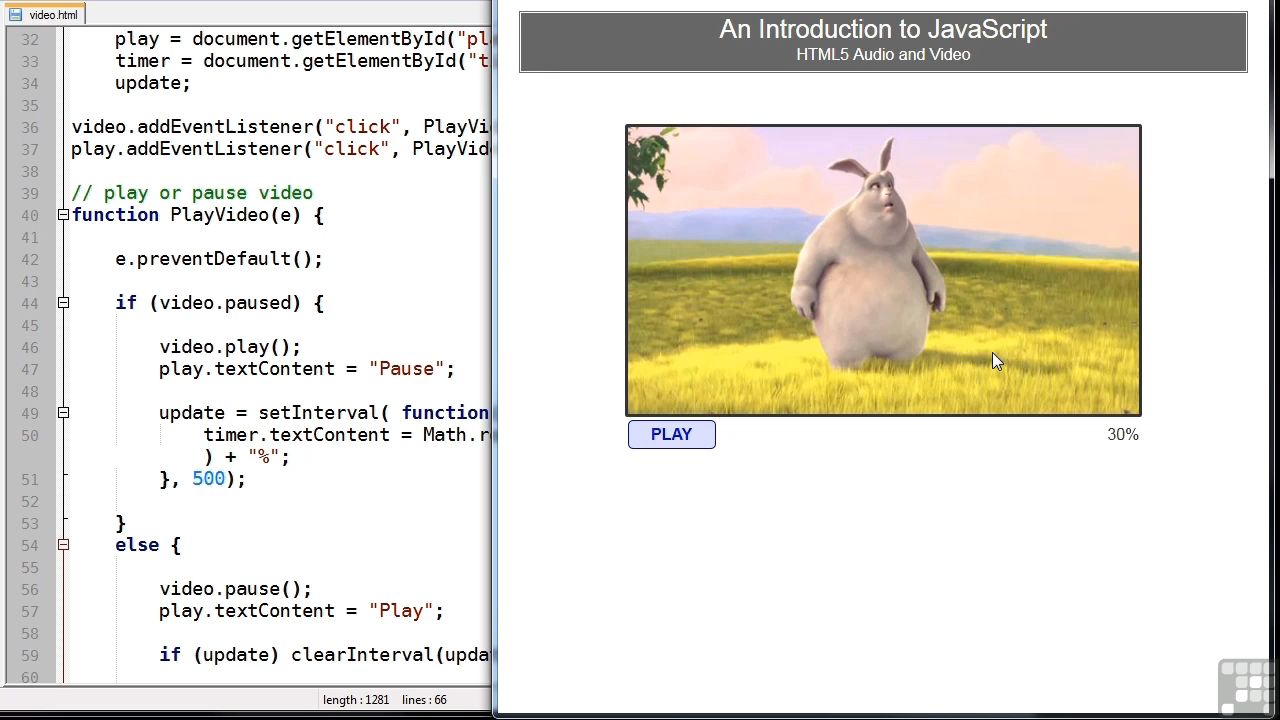 video.html
32 play = document.getElementById("pl
33 timer = document.getElementById("t
34 update;
35
36 video.addEventListener("click", PlayVi
37 play.addEventListener("click", PlayVid
38
39 // play or pause video
40 function PlayVideo(e) {
41
42 e.preventDefault();
43
44 if (video.paused) {
45
46 video.play();
47 play.textContent = "Pause";
48
49 update = setInterval( function
50 timer.textContent = Math.r
) + "%";
51 }, 500);
52
53 }
54 else {
55
56 video.pause();
57 play.textContent = "Play";
58
59 if (update) clearInterval(upda
60
length : 1281 lines : 66
An Introduction to JavaScript
HTML5 Audio and Video
PLAY
30%